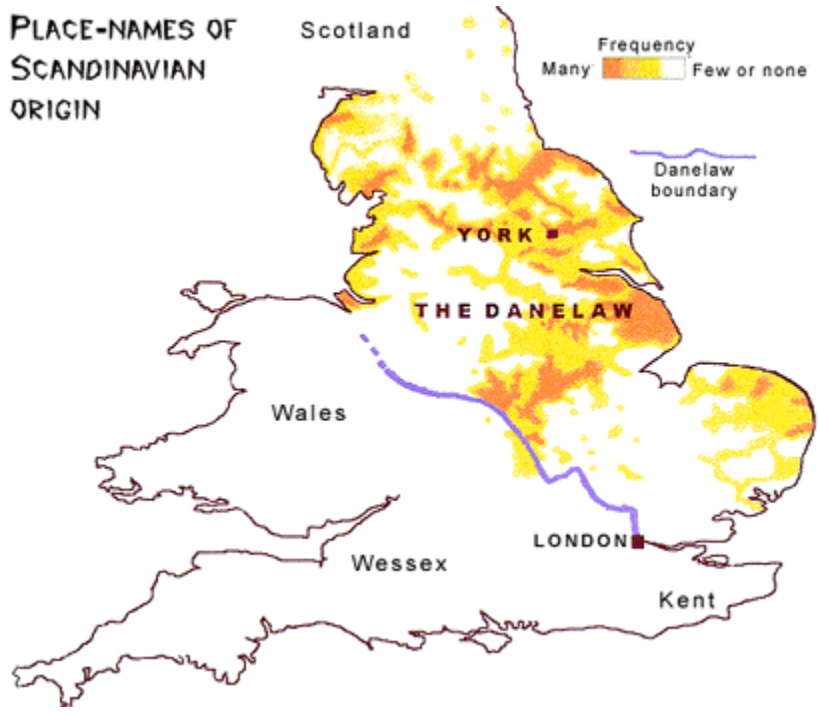 PLACE-NAMES OF
SCANDINAVIAN
ORIGIN
Scotland
Frequency
Many
Few or none
Danelaw
boundary
YORK
THE DANELAW
Wales
LONDON
Wessex
Kent